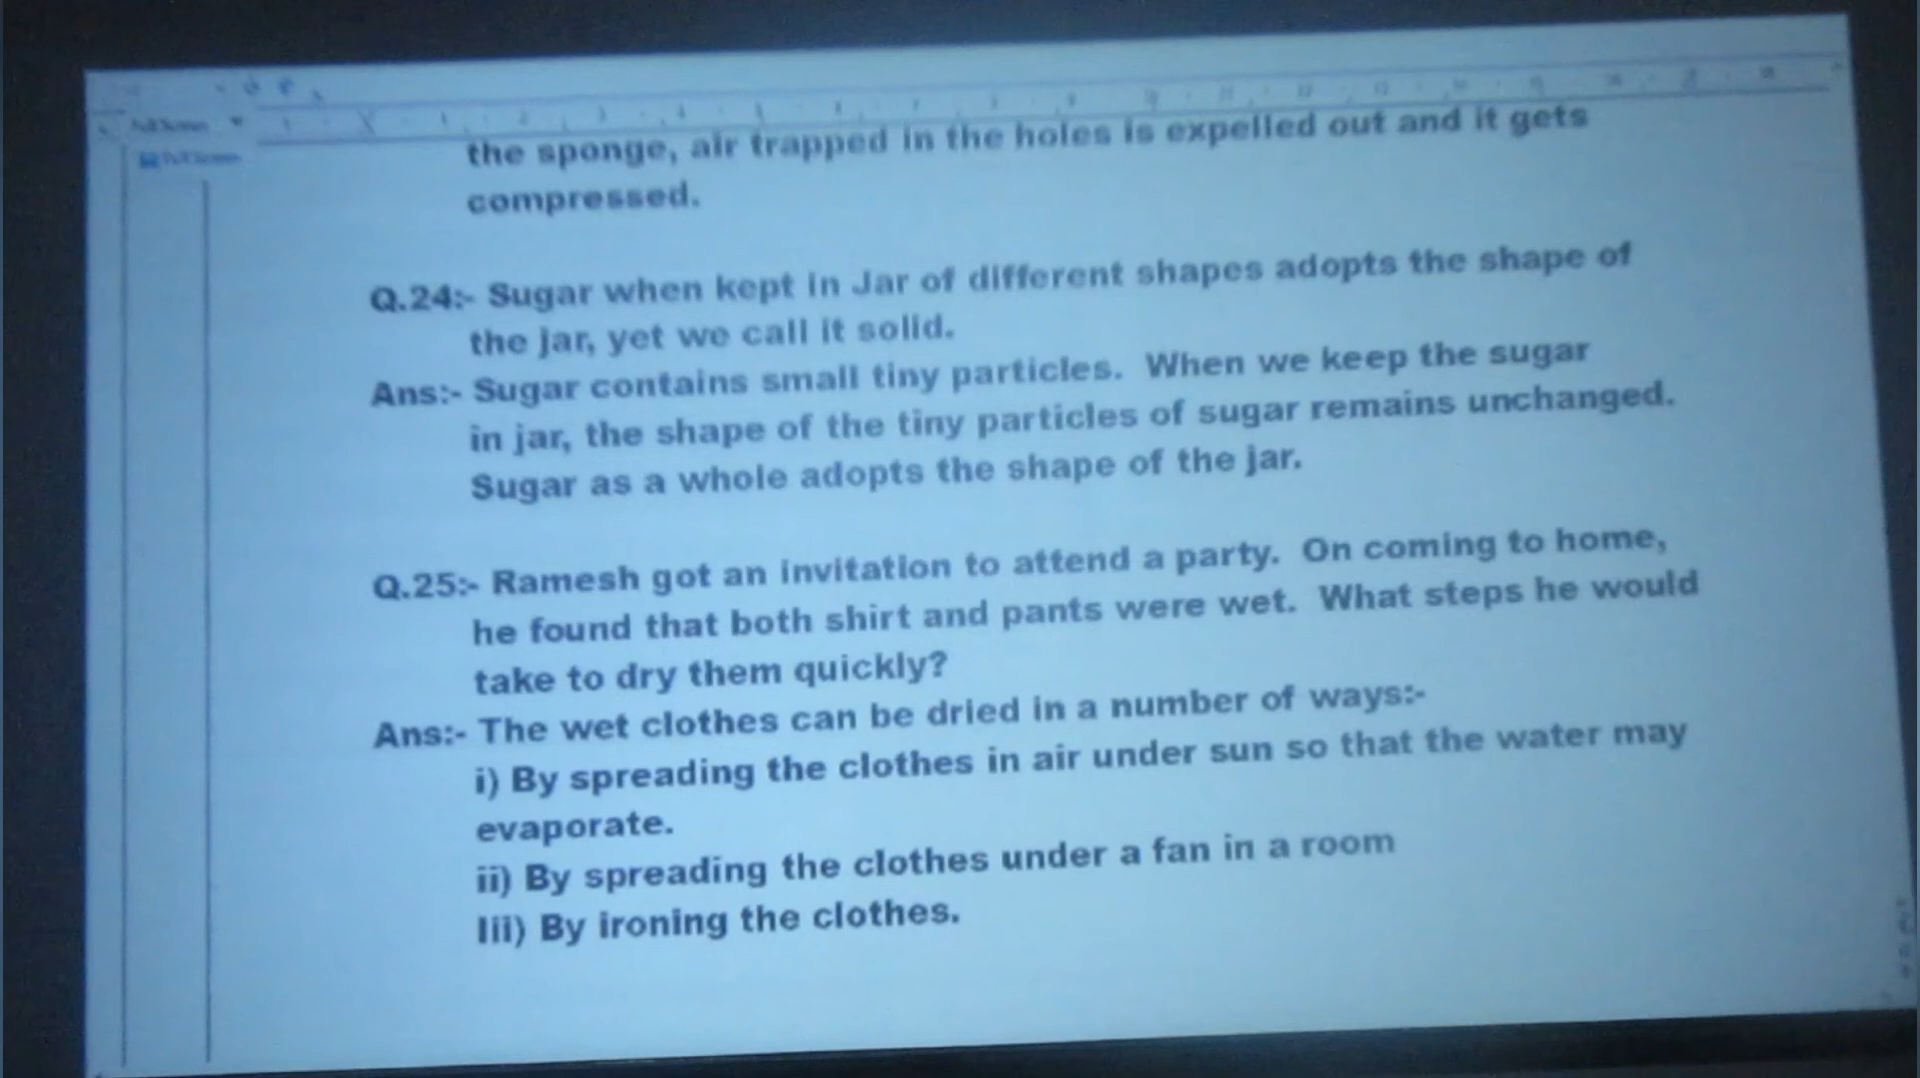 the sponge, air trapped in the holes is expelled out and it gets
compressed.
Q.24:- Sugar when kept in Jar of different shapes adopts the shape of
the jar, yet we call it solid.
Ans:- Sugar contains small tiny particles. When we keep the sugar
in jar, the shape of the tiny particles of sugar remains unchanged.
Sugar as a whole adopts the shape of the jar.
Q.25:- Ramesh got an invitation to attend a party. On coming to home,
he found that both shirt and pants were wet. What steps he would
take to dry them quickly?
Ans:- The wet clothes can be dried in a number of ways:-
i) By spreading the clothes in air under sun so that the water may
evaporate.
ii) By spreading the clothes under a fan in a room
Iii) By ironing the clothes.